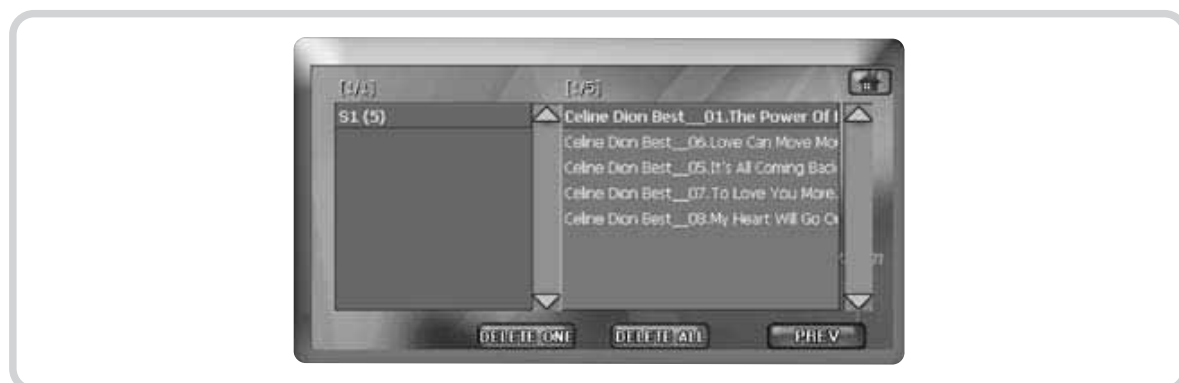 [1/1]
[1/5]
S1 (5)
Celine Dion Best__01.The Power Of
Celine Dion Best__06.Love Can Move Mo
Celine Dion Best__05.It's All Coming Back
Celine Dion Best__07.To Love You More.
Celine Dion Best__08.My Heart Will Go On
DELETE ONE
DELETE ALL
PREV